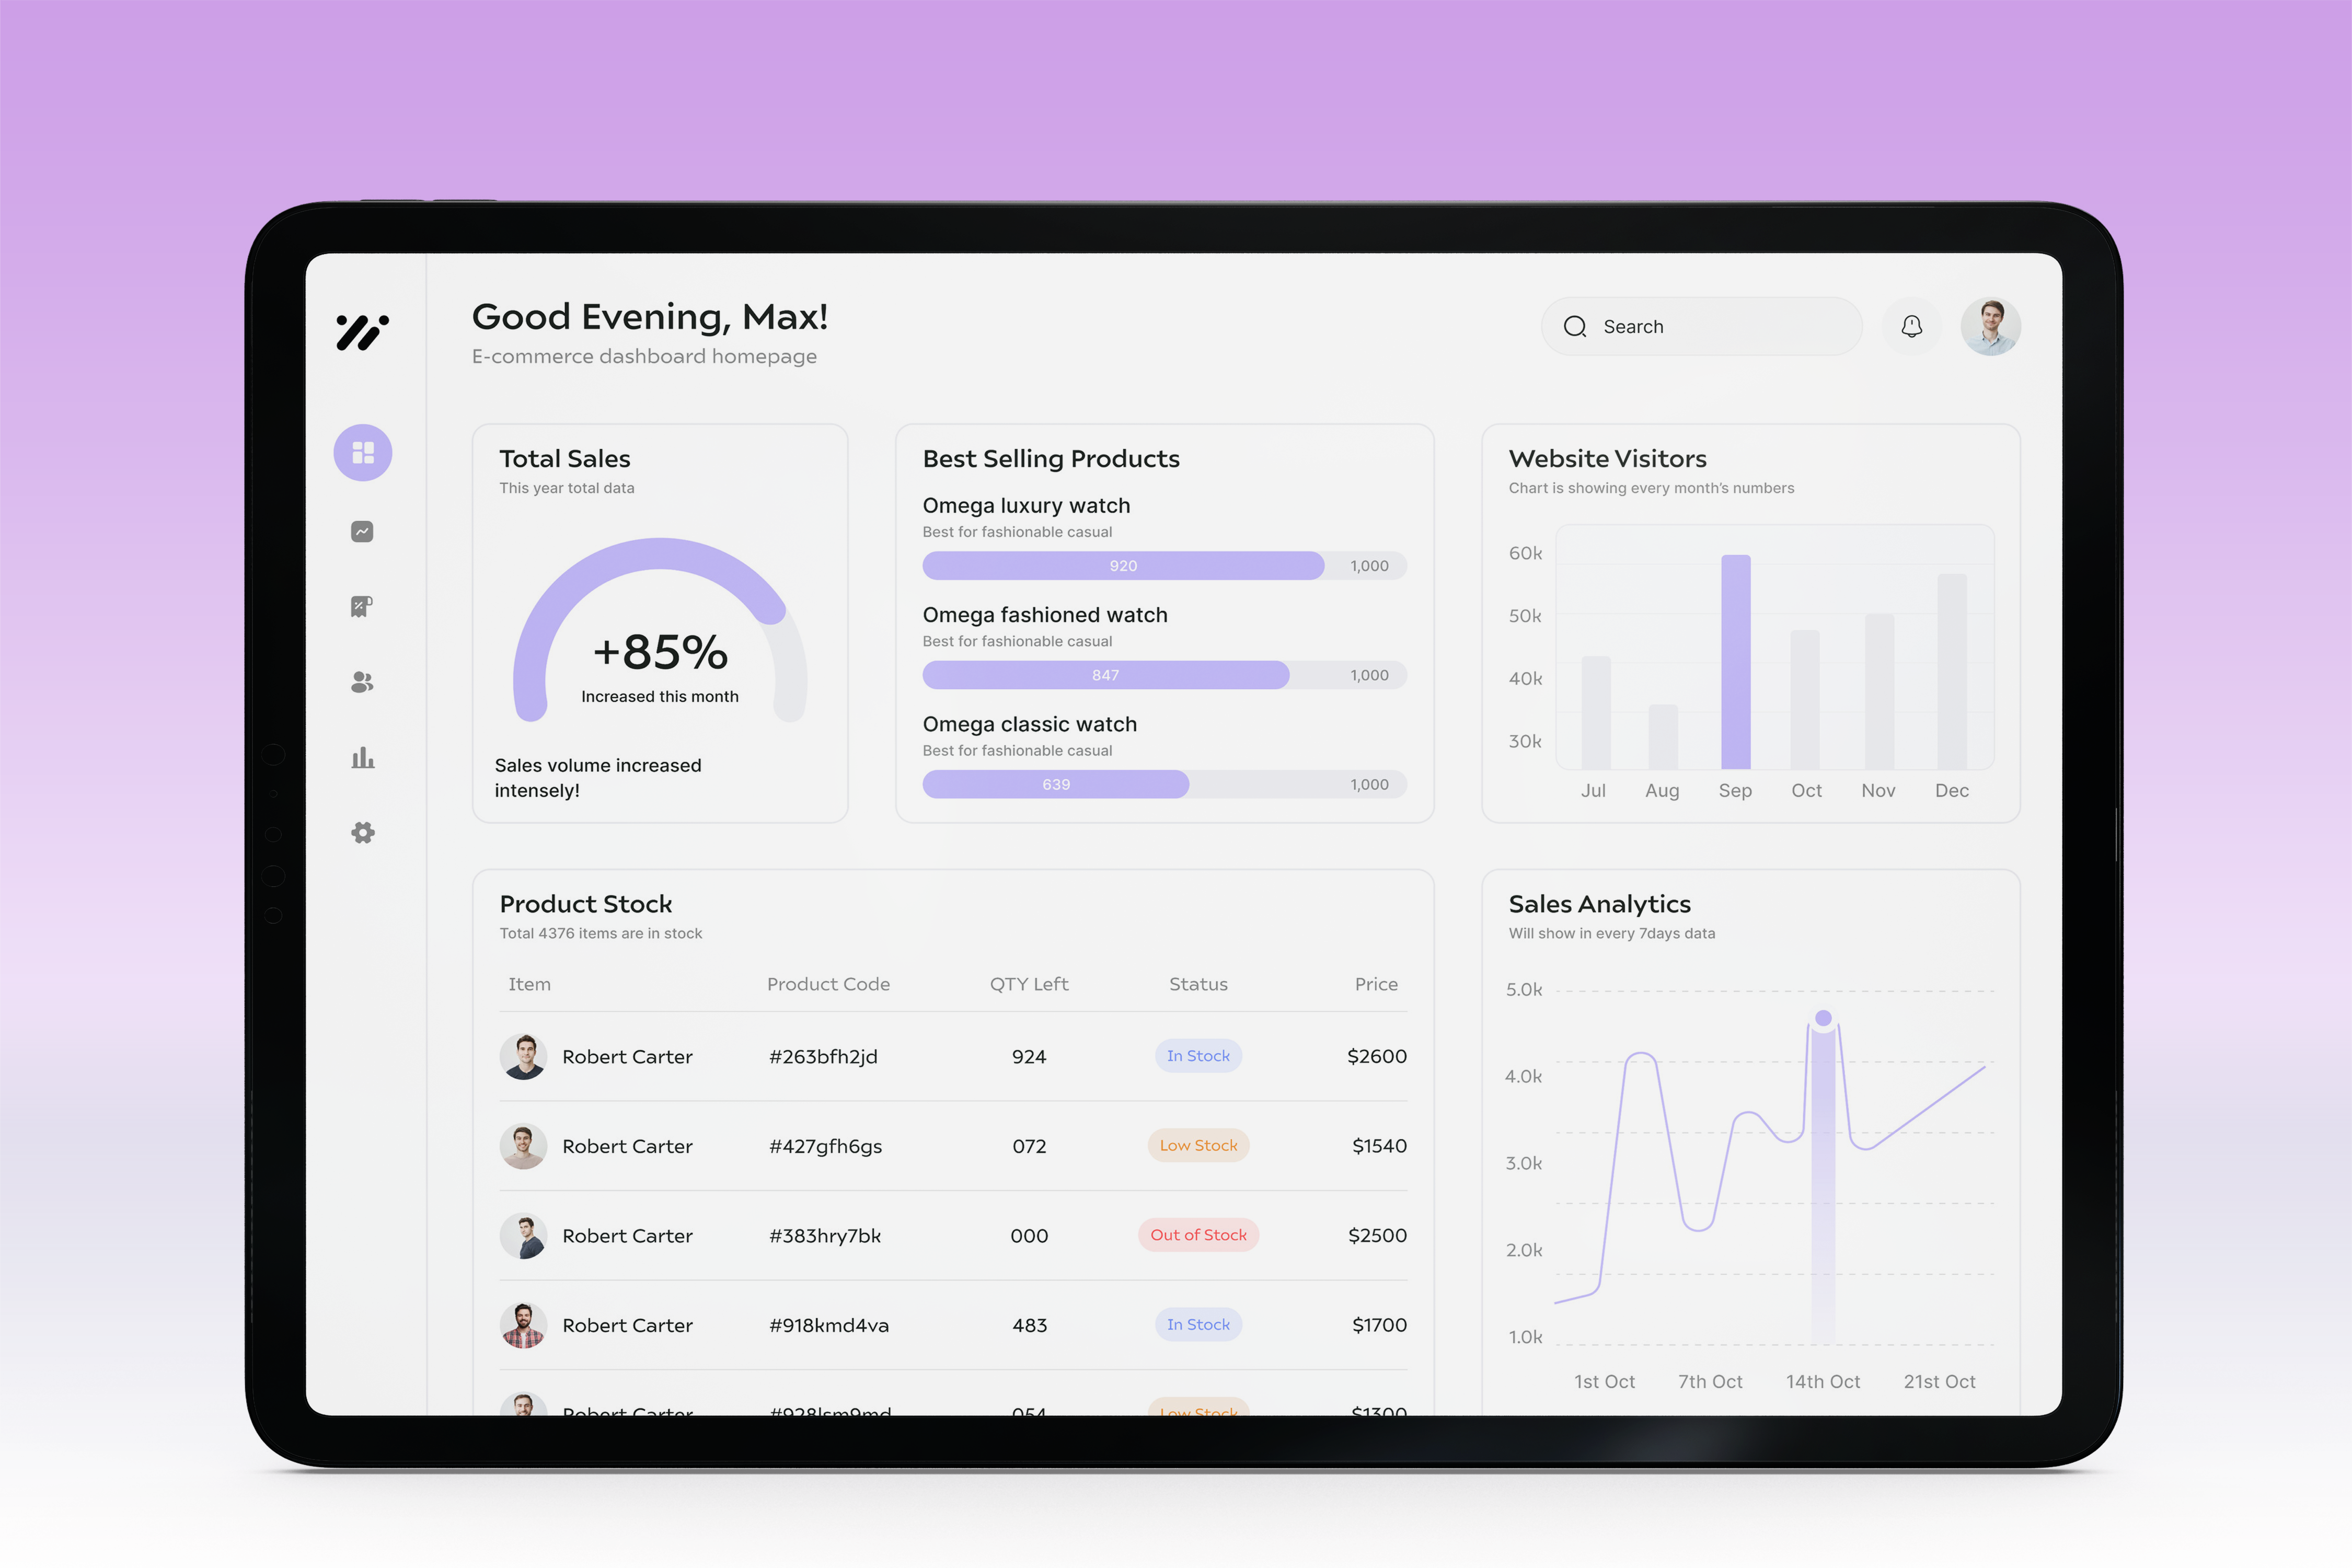 Good Evening, Max!
E-commerce dashboard homepage
Search
Total Sales
This year total data
+85%
Increased this month
Sales volume increased
intensely!
Best Selling Products
Omega luxury watch
Best for fashionable casual
920 1,000
Omega fashioned watch
Best for fashionable casual
847 1,000
Omega classic watch
Best for fashionable casual
639 1,000
Website Visitors
Chart is showing every month's numbers
60k
50k
40k
30k
Jul Aug Sep Oct Nov Dec
Product Stock
Total 4376 items are in stock
Item Product Code QTY Left Status Price
Robert Carter #263bfh2jd 924 In Stock $2600
Robert Carter #427gfh6gs 072 Low Stock $1540
Robert Carter #383hry7bk 000 Out of Stock $2500
Robert Carter #918kmd4va 483 In Stock $1700
Robert Carter #928lsm9md 054 Low Stock $1300
Sales Analytics
Will show in every 7days data
5.0k
4.0k
3.0k
2.0k
1.0k
1st Oct 7th Oct 14th Oct 21st Oct